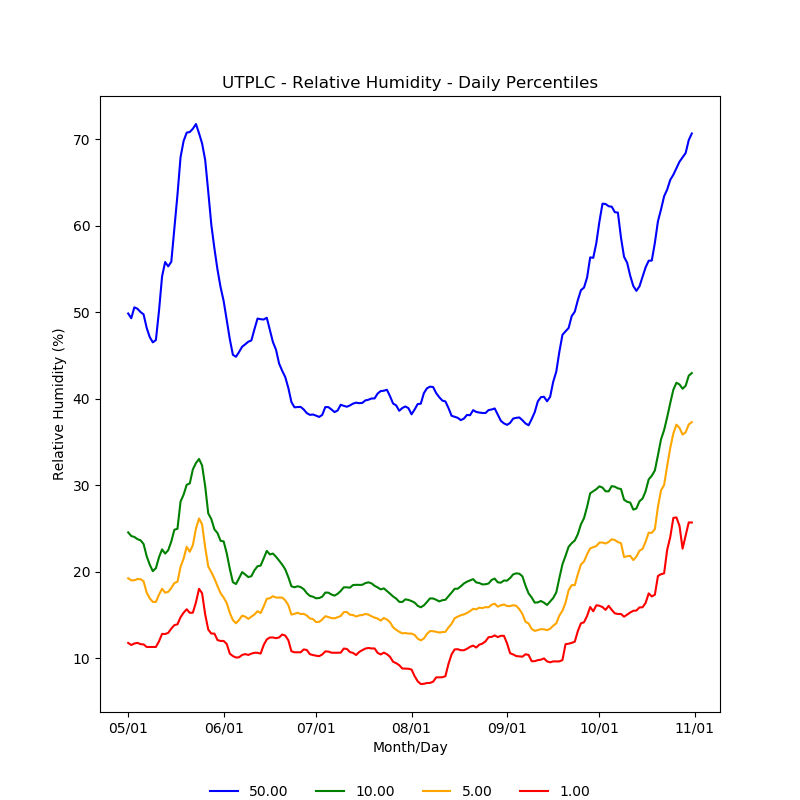 UTPLC - Relative Humidity - Daily Percentiles
Relative Humidity (%)
70
60
50
40
30
20
10
05/01 06/01 07/01 08/01 09/01 10/01 11/01
Month/Day
50.00 10.00 5.00 1.00